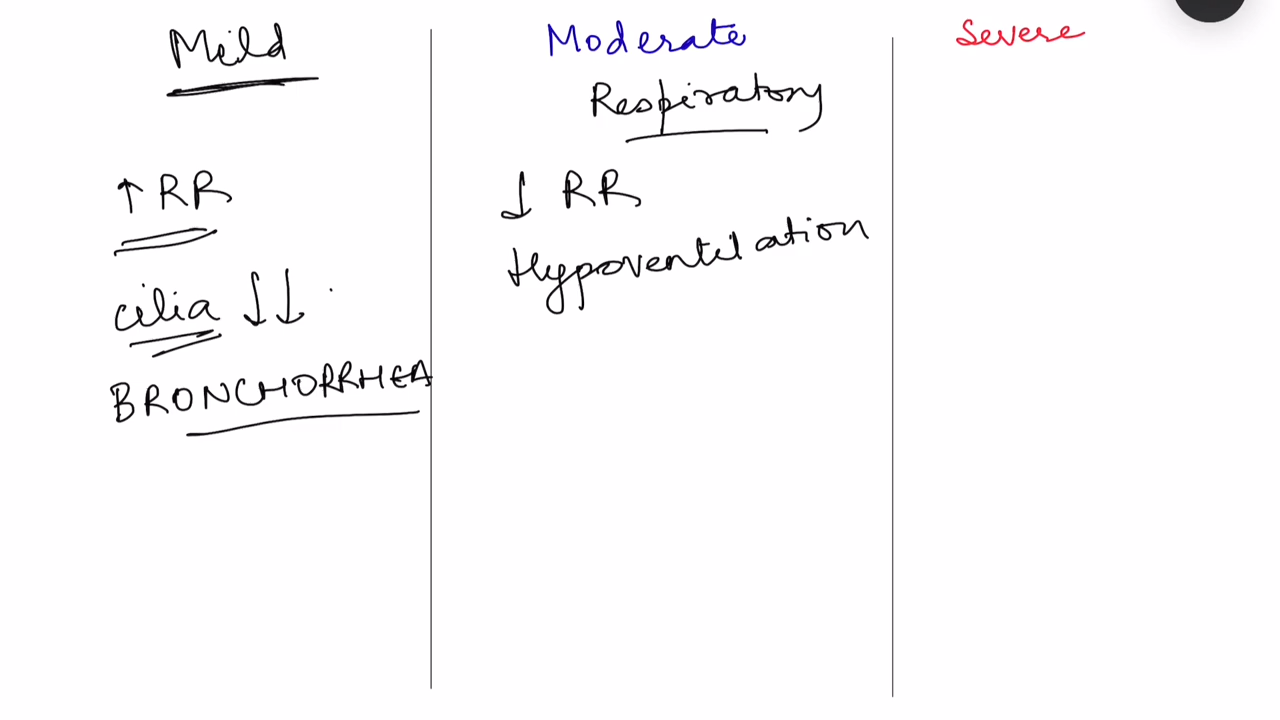 Mild
↑ RR
cilia ↓↓
BRONCHORRHEA
Moderate
Respiratory
↓ RR
Hypoventilation
Severe